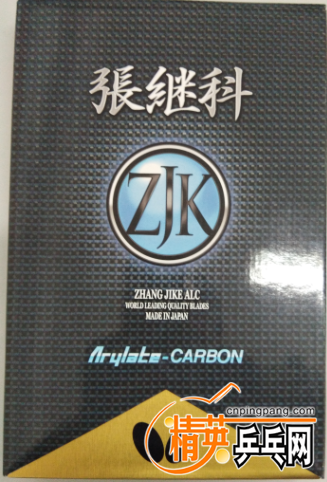 張継科
ZJK
ZHANG JIKE ALC
WORLD LEADING QUALITY BLADES
MADE IN JAPAN
Arylate-CARBON
cnpingpang.com
精英乒乓网